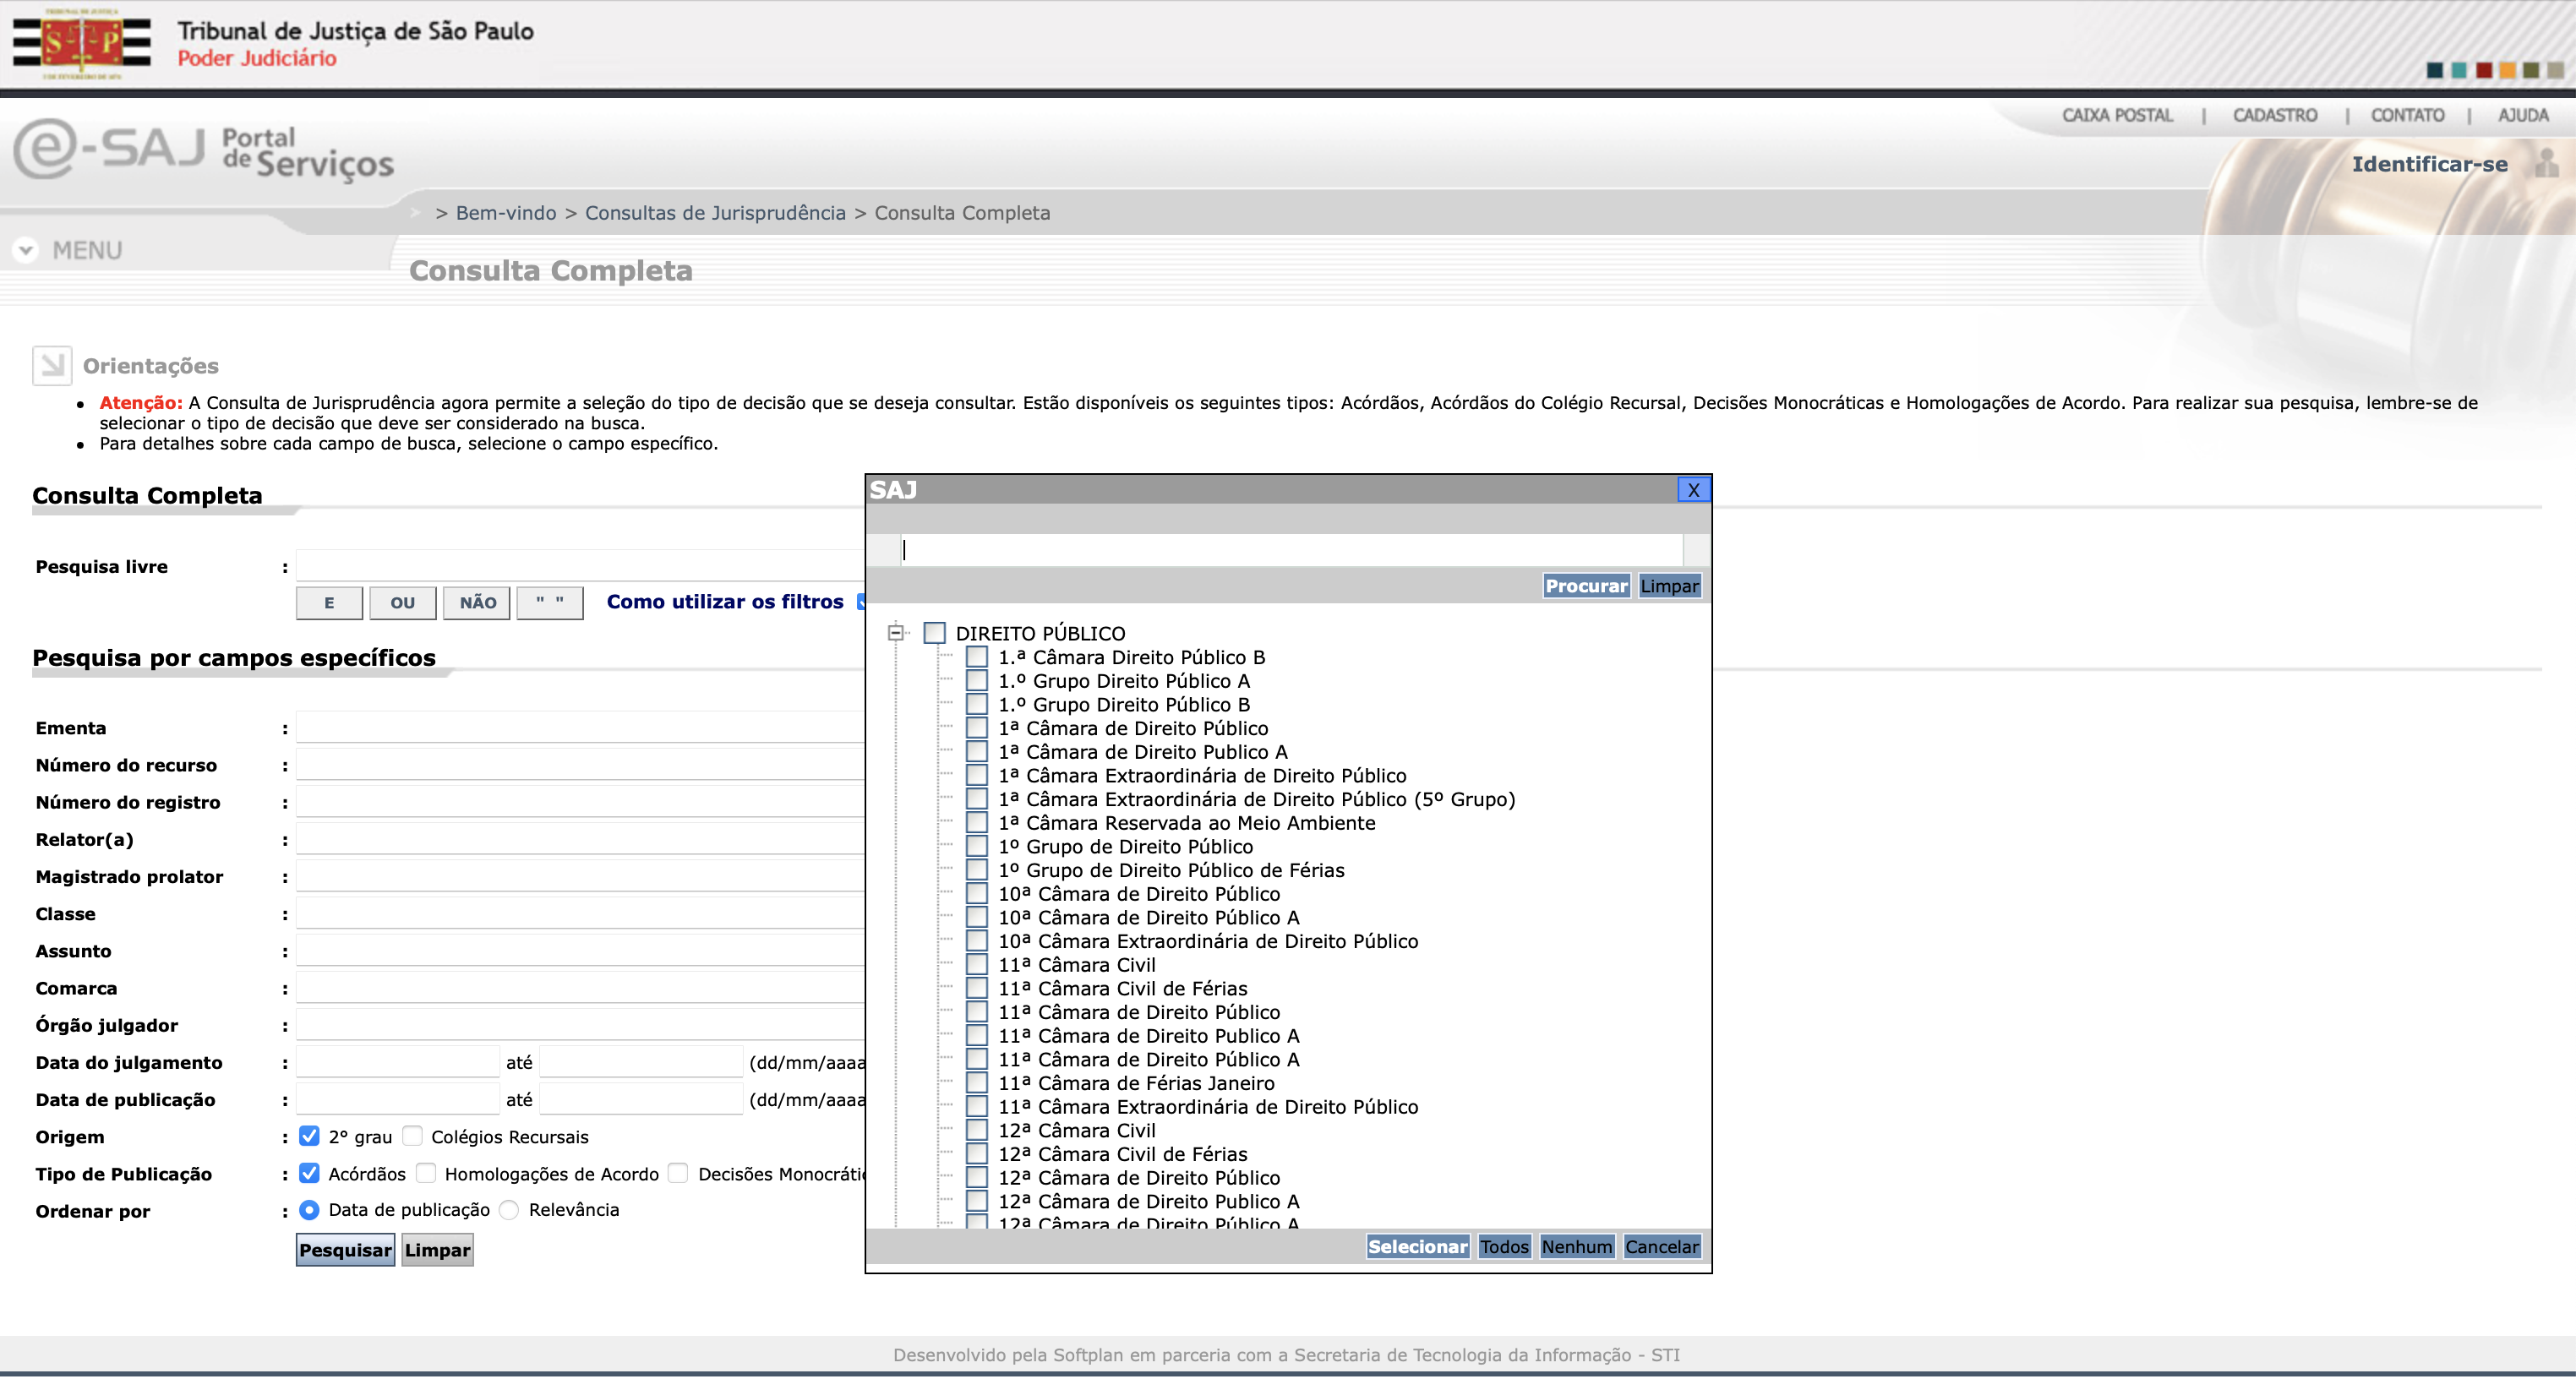 Tribunal de Justiça de São Paulo
Poder Judiciário
CAIXA POSTAL | CADASTRO | CONTATO | AJUDA
e-SAJ Portal de Serviços
Identificar-se
> Bem-vindo > Consultas de Jurisprudência > Consulta Completa
MENU
Consulta Completa
Orientações
Atenção: A Consulta de Jurisprudência agora permite a seleção do tipo de decisão que se deseja consultar. Estão disponíveis os seguintes tipos: Acórdãos, Acórdãos do Colégio Recursal, Decisões Monocráticas e Homologações de Acordo. Para realizar sua pesquisa, lembre-se de
selecionar o tipo de decisão que deve ser considerado na busca.
Para detalhes sobre cada campo de busca, selecione o campo específico.
Consulta Completa
Pesquisa livre :
E OU NÃO " " Como utilizar os filtros
Pesquisa por campos específicos
Ementa :
Número do recurso :
Número do registro :
Relator(a) :
Magistrado prolator :
Classe :
Assunto :
Comarca :
Órgão julgador :
Data do julgamento : até (dd/mm/aaaa
Data de publicação : até (dd/mm/aaaa
Origem : 2° grau Colégios Recursais
Tipo de Publicação : Acórdãos Homologações de Acordo Decisões Monocráti
Ordenar por : Data de publicação Relevância
Pesquisar Limpar
SAJ X
Procurar Limpar
DIREITO PÚBLICO
1.ª Câmara Direito Público B
1.º Grupo Direito Público A
1.º Grupo Direito Público B
1ª Câmara de Direito Público
1ª Câmara de Direito Publico A
1ª Câmara Extraordinária de Direito Público
1ª Câmara Extraordinária de Direito Público (5º Grupo)
1ª Câmara Reservada ao Meio Ambiente
1º Grupo de Direito Público
1º Grupo de Direito Público de Férias
10ª Câmara de Direito Público
10ª Câmara de Direito Público A
10ª Câmara Extraordinária de Direito Público
11ª Câmara Civil
11ª Câmara Civil de Férias
11ª Câmara de Direito Público
11ª Câmara de Direito Publico A
11ª Câmara de Direito Público A
11ª Câmara de Férias Janeiro
11ª Câmara Extraordinária de Direito Público
12ª Câmara Civil
12ª Câmara Civil de Férias
12ª Câmara de Direito Público
12ª Câmara de Direito Publico A
12ª Câmara de Direito Público A
Selecionar Todos Nenhum Cancelar
Desenvolvido pela Softplan em parceria com a Secretaria de Tecnologia da Informação - STI